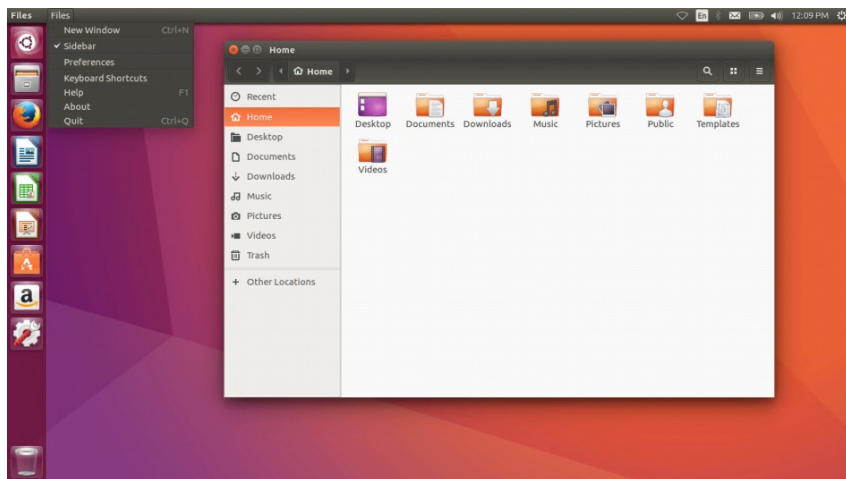 Files Files En 12:09 PM
New Window Ctrl+N
Sidebar
Preferences
Keyboard Shortcuts
Help F1
About
Quit Ctrl+Q
Home
Home
Recent
Home
Desktop
Documents
Downloads
Music
Pictures
Videos
Trash
Other Locations
Desktop Documents Downloads Music Pictures Public Templates
Videos
a